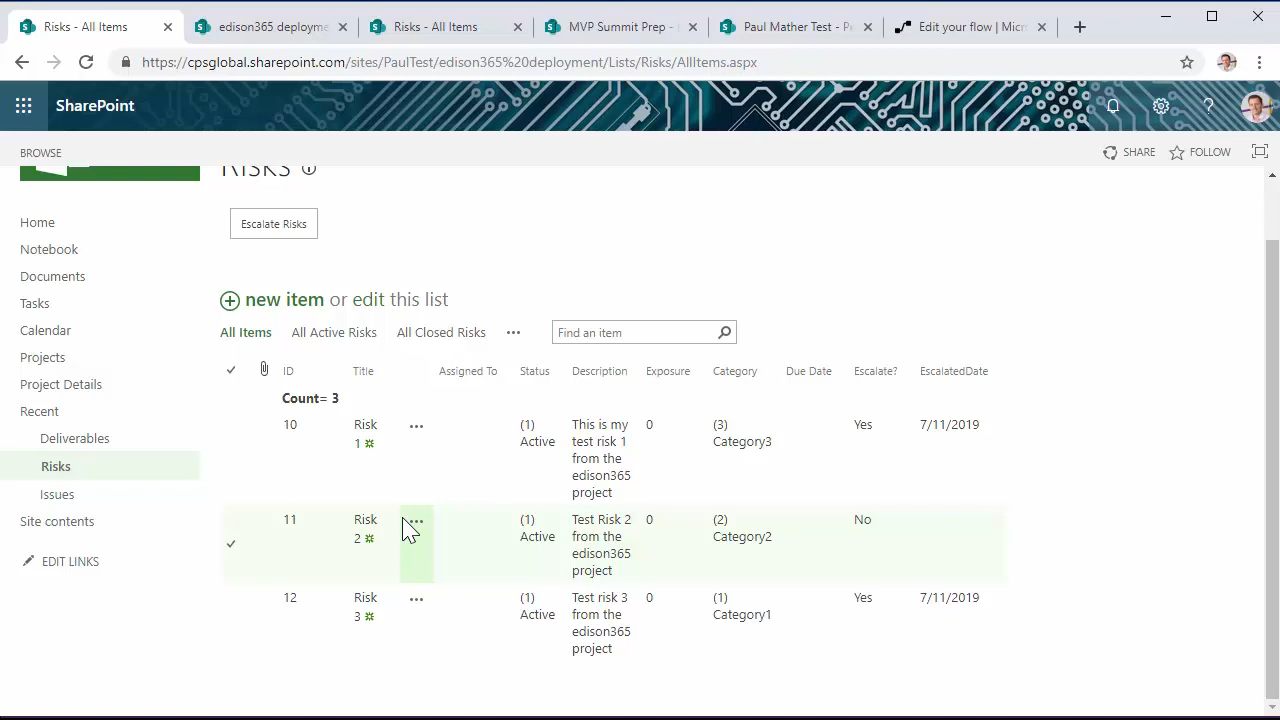 Risks - All Items
edison365 deployme
Risks - All Items
MVP Summit Prep -
Paul Mather Test - P
Edit your flow | Mic
https://cpsglobal.sharepoint.com/sites/PaulTest/edison365%20deployment/Lists/Risks/AllItems.aspx
SharePoint
BROWSE
SHARE
FOLLOW
RISKS
Home
Notebook
Documents
Tasks
Calendar
Projects
Project Details
Recent
Deliverables
Risks
Issues
Site contents
EDIT LINKS
Escalate Risks
new item or edit this list
All Items
All Active Risks
All Closed Risks
Find an item
ID Title Assigned To Status Description Exposure Category Due Date Escalate? EscalatedDate
Count= 3
10 Risk (1) This is my 0 (3) Yes 7/11/2019
1 Active test risk 1 Category3
from the
edison365
project
11 Risk (1) Test Risk 2 0 (2) No
2 Active from the Category2
edison365
project
12 Risk (1) Test risk 3 0 (1) Yes 7/11/2019
3 Active from the Category1
edison365
project